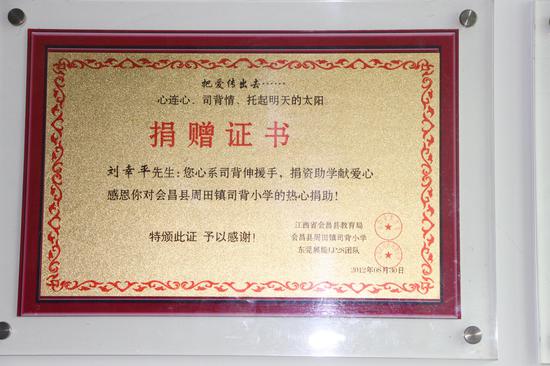 把爱传出去……
心连心、司背情、托起明天的太阳
捐赠证书
刘幸平先生：您心系司背伸援手，捐资助学献爱心
感恩你对会昌县周田镇司背小学的热心捐助！
特颁此证 予以感谢！
江西省会昌县教育局
会昌县周田镇司背小学
东莞 团队
2012年08月30日